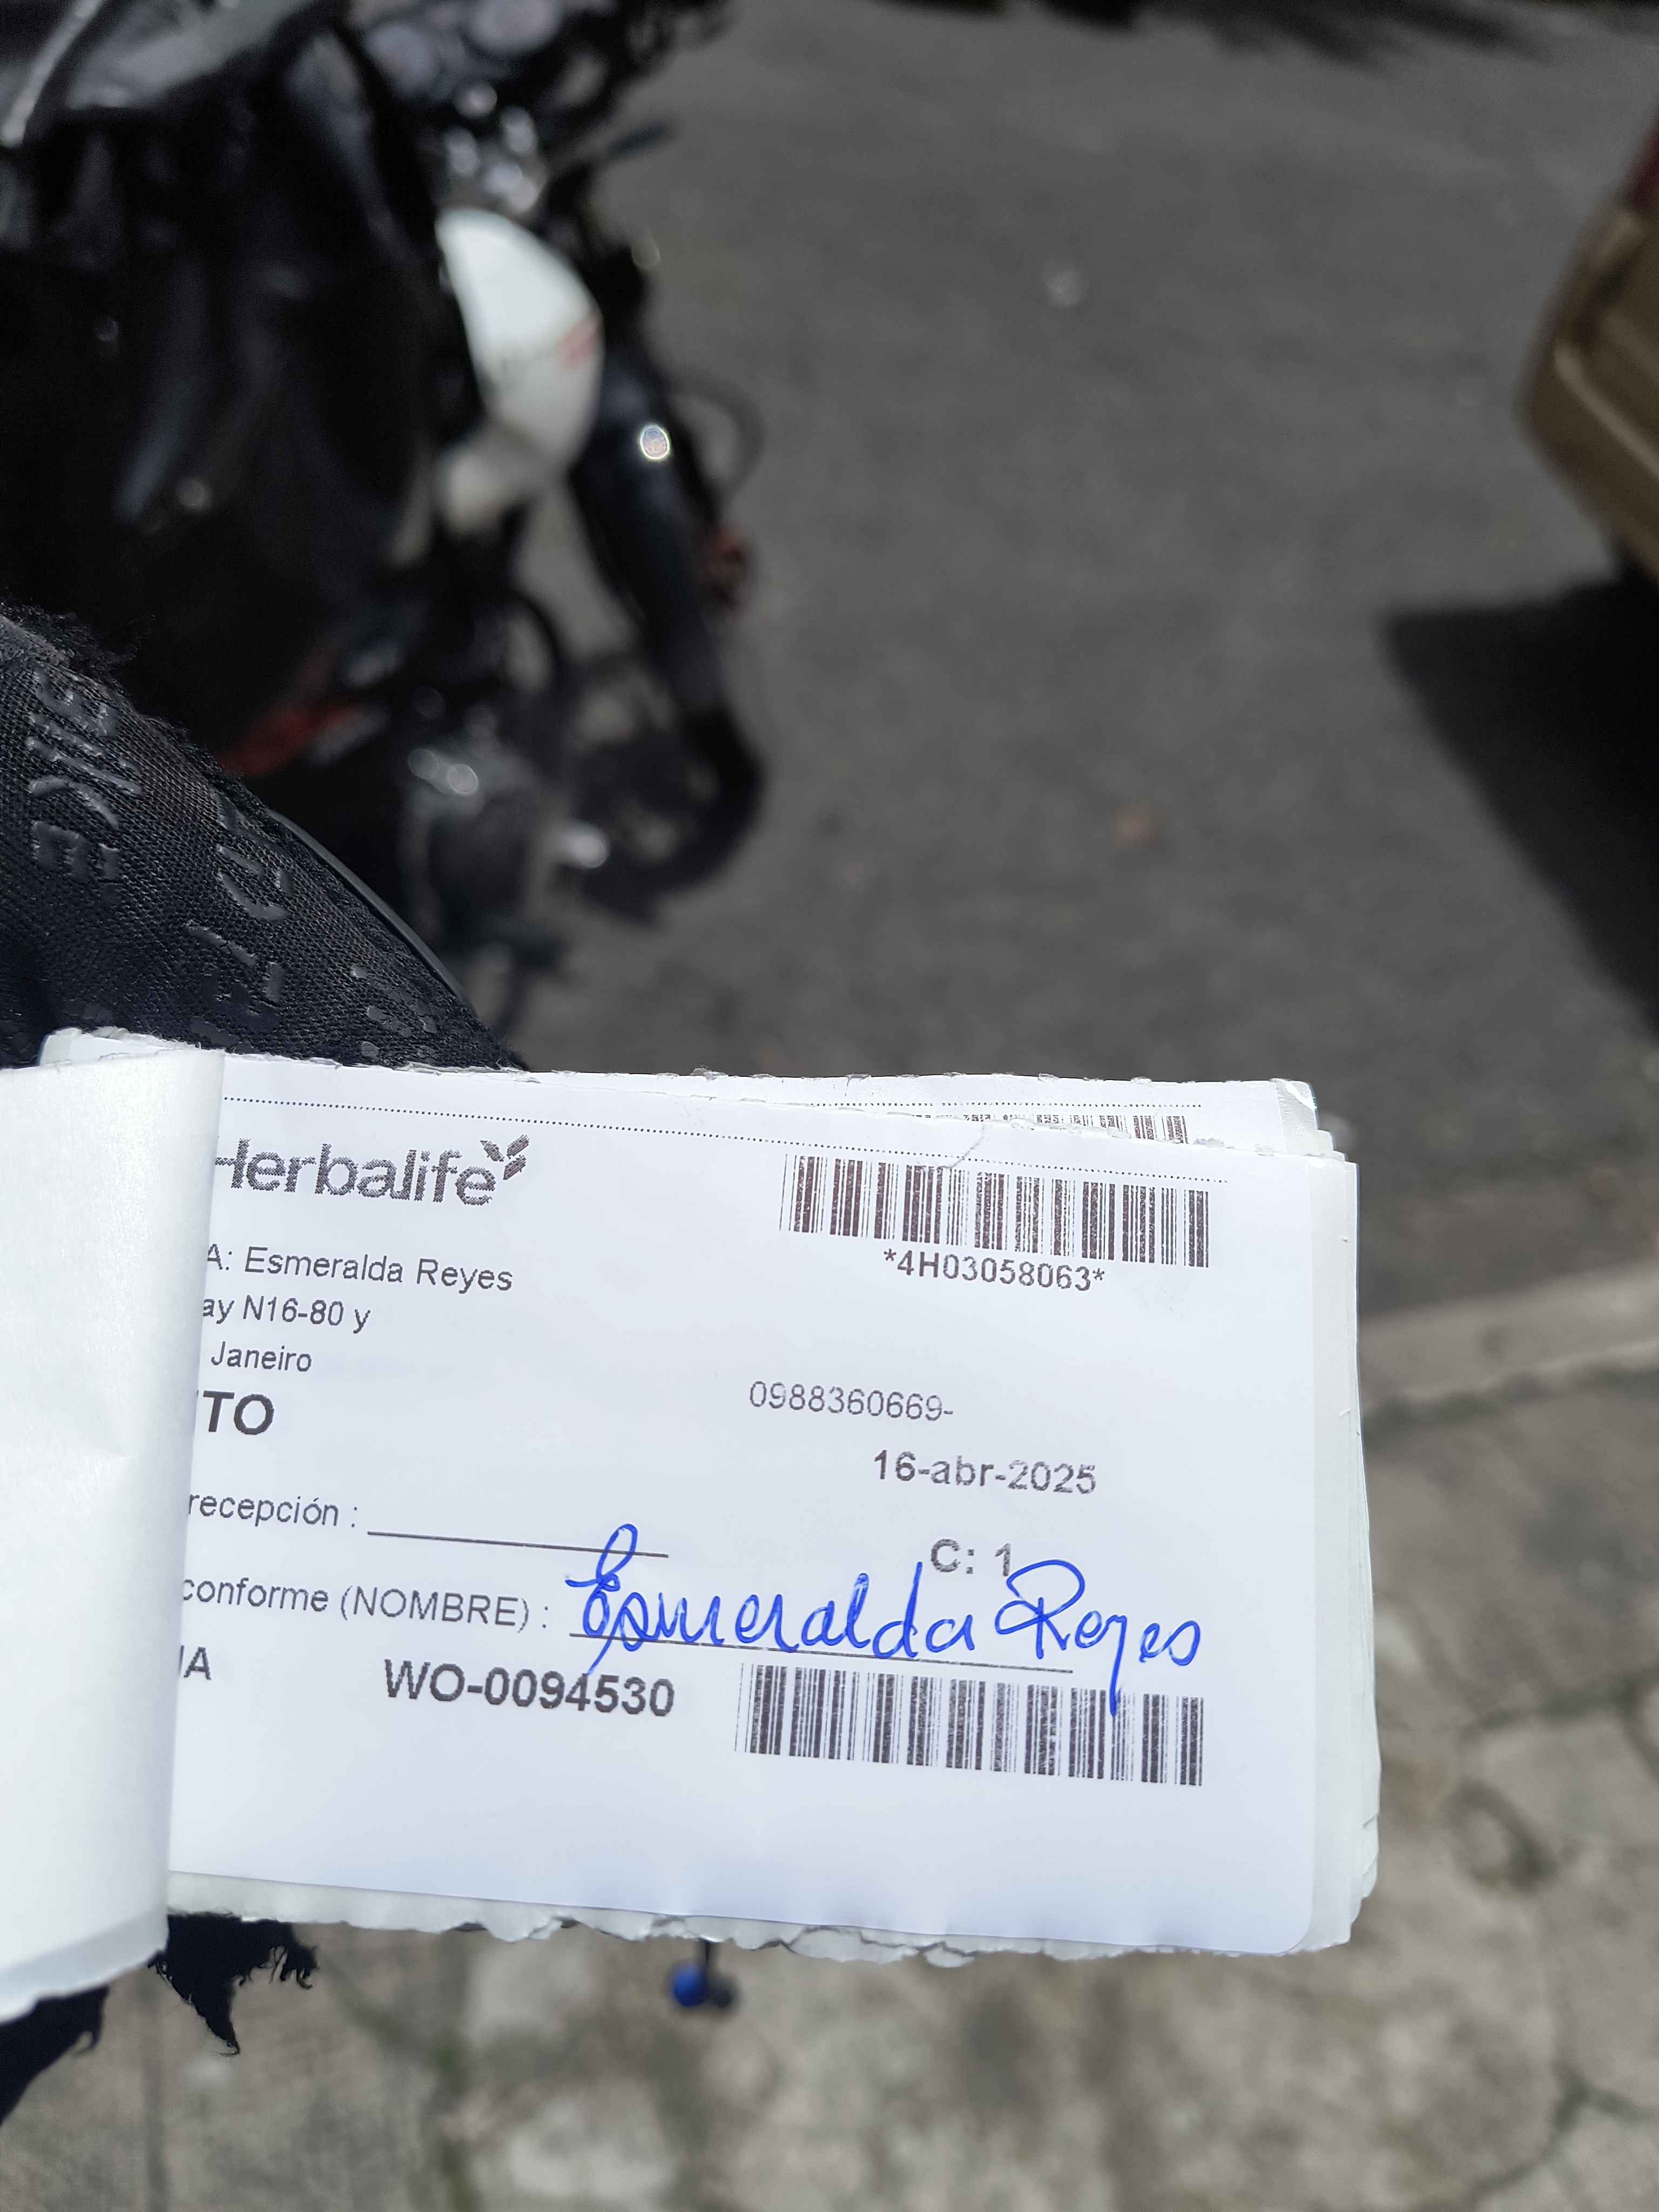 Herbalife
*4H03058063*
A: Esmeralda Reyes
ay N16-80 y
Janeiro
TO
0988360669-
16-abr-2025
recepción :
C: 1
conforme (NOMBRE) : Esmeralda Reyes
IA
WO-0094530